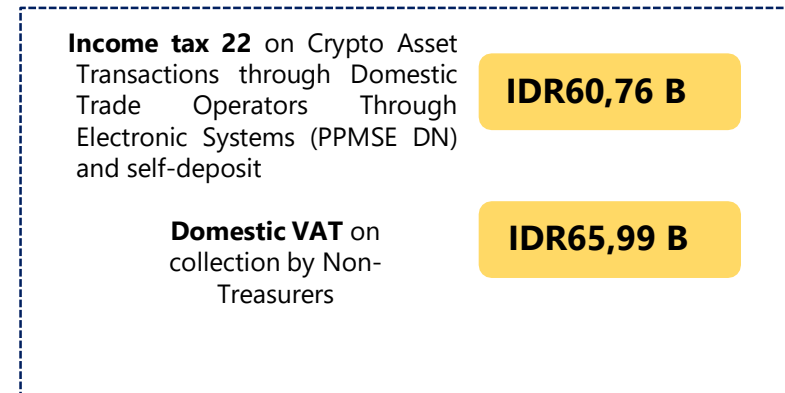 Income tax 22 on Crypto Asset
Transactions through Domestic
Trade Operators Through
Electronic Systems (PPMSE DN)
and self-deposit
IDR60,76 B
Domestic VAT on
collection by Non-
Treasurers
IDR65,99 B